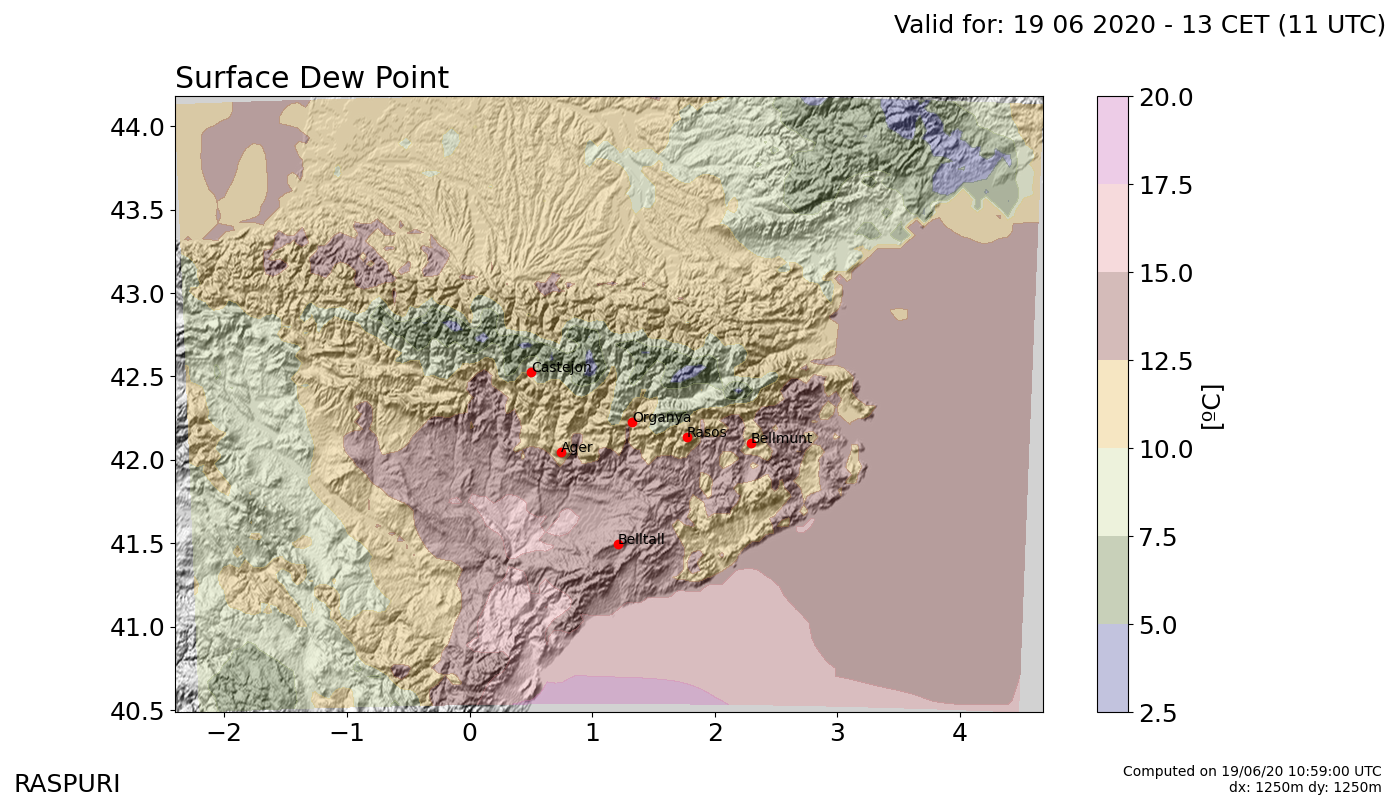 Valid for: 19 06 2020 - 13 CET (11 UTC)
Surface Dew Point
44.0
43.5
43.0
42.5
42.0
41.5
41.0
40.5
−2
−1
0
1
2
3
4
Castejon
Organya
Rasos
Bellmunt
Ager
Belltall
20.0
17.5
15.0
12.5
10.0
7.5
5.0
2.5
[ºC]
RASPURI
Computed on 19/06/20 10:59:00 UTC
dx: 1250m dy: 1250m